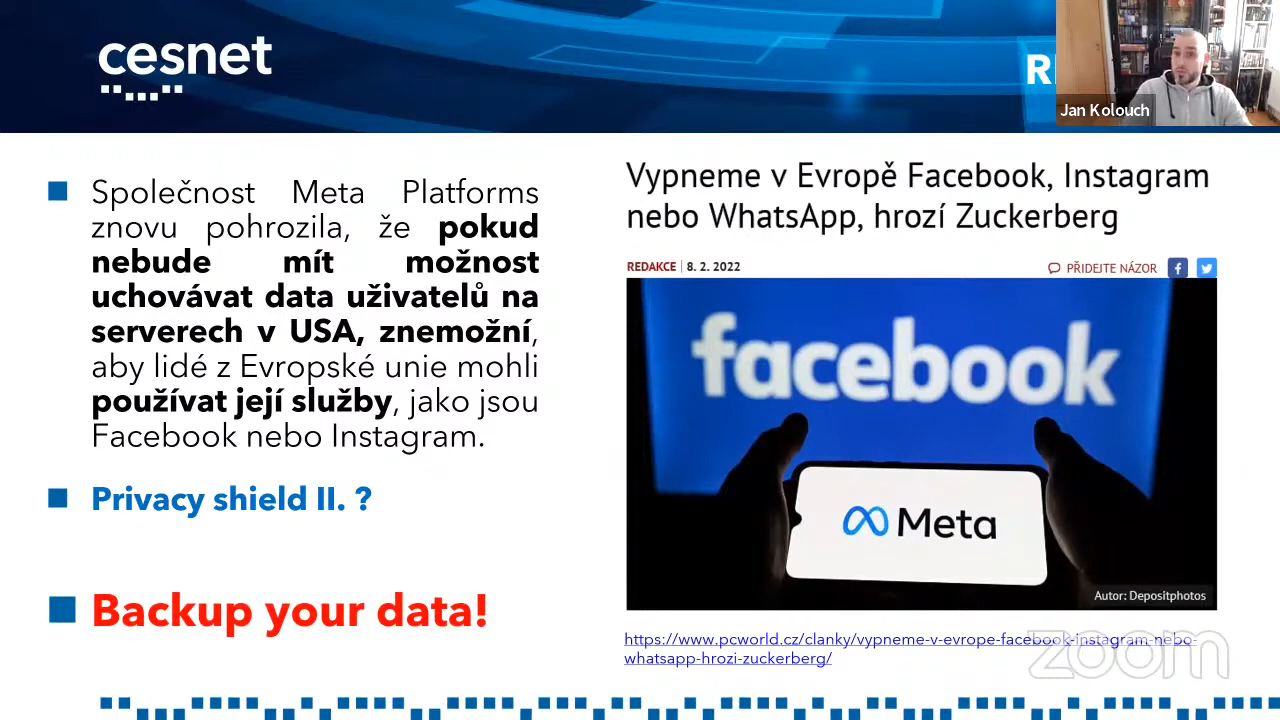 cesnet
R
Jan Kolouch
Společnost Meta Platforms
znovu pohrozila, že pokud
nebude mít možnost
uchovávat data uživatelů na
serverech v USA, znemožní,
aby lidé z Evropské unie mohli
používat její služby, jako jsou
Facebook nebo Instagram.
Privacy shield II. ?
Backup your data!
Vypneme v Evropě Facebook, Instagram
nebo WhatsApp, hrozí Zuckerberg
REDAKCE | 8. 2. 2022
PŘIDEJTE NÁZOR
facebook
Meta
Autor: Depositphotos
https://www.pcworld.cz/clanky/vypneme-v-evrope-facebook-instagram-nebo-
whatsapp-hrozi-zuckerberg/
zoom